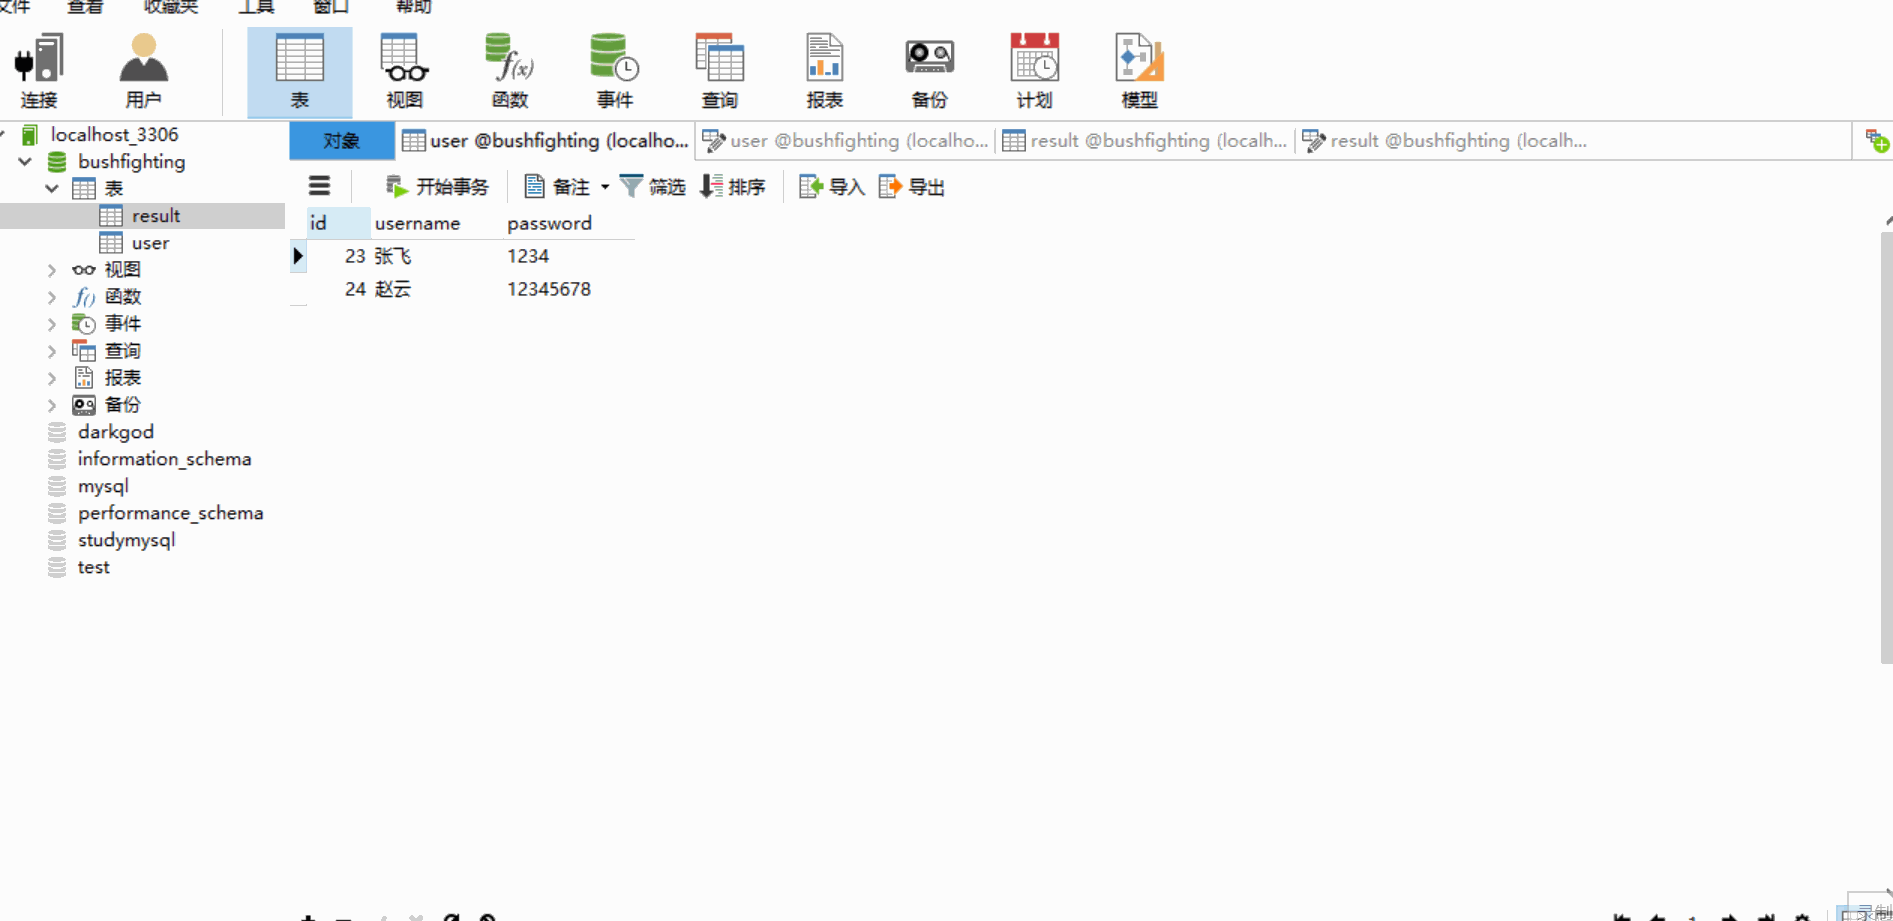 文件 查看 收藏夹 工具 窗口 帮助
连接 用户 表 视图 函数 事件 查询 报表 备份 计划 模型
localhost_3306
bushfighting
表
result
user
视图
函数
事件
查询
报表
备份
darkgod
information_schema
mysql
performance_schema
studymysql
test
对象 user @bushfighting (localho... user @bushfighting (localho... result @bushfighting (localh... result @bushfighting (localh...
开始事务 备注 筛选 排序 导入 导出
id username password
23 张飞 1234
24 赵云 12345678
录制